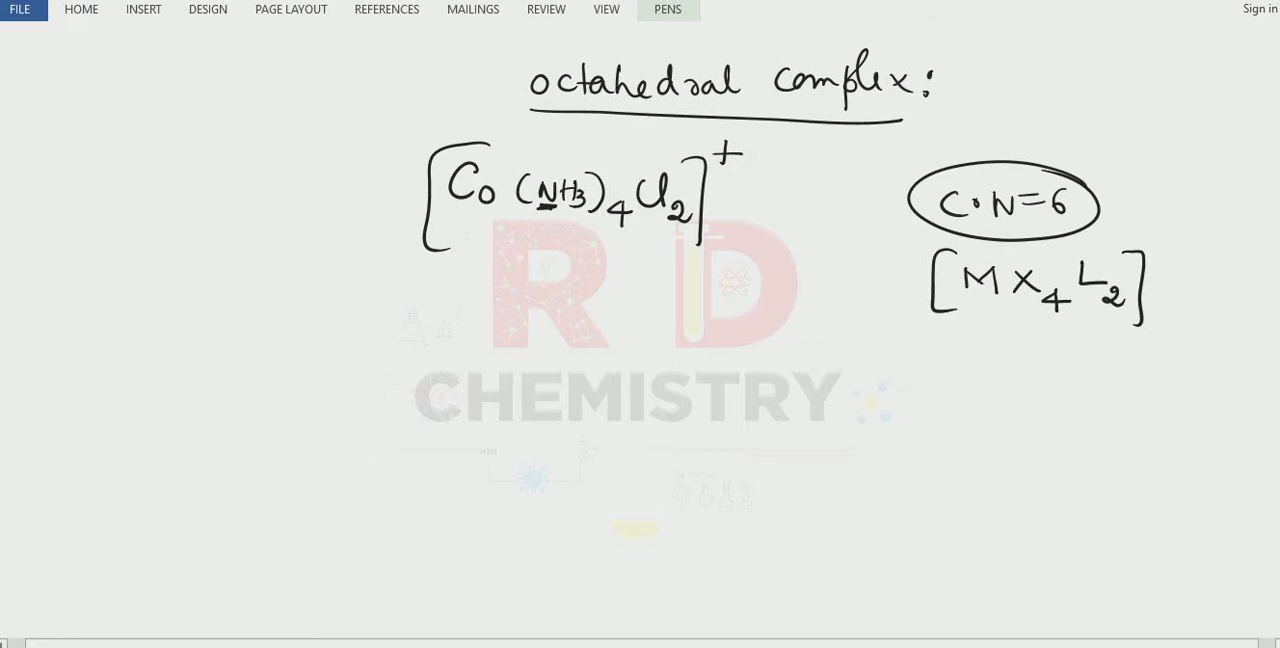 FILE HOME INSERT DESIGN PAGE LAYOUT REFERENCES MAILINGS REVIEW VIEW PENS Sign in
octahedral complex:
[Co(NH3)4Cl2]+
C·N=6
[MX4L2]
RD
CHEMISTRY
H2O